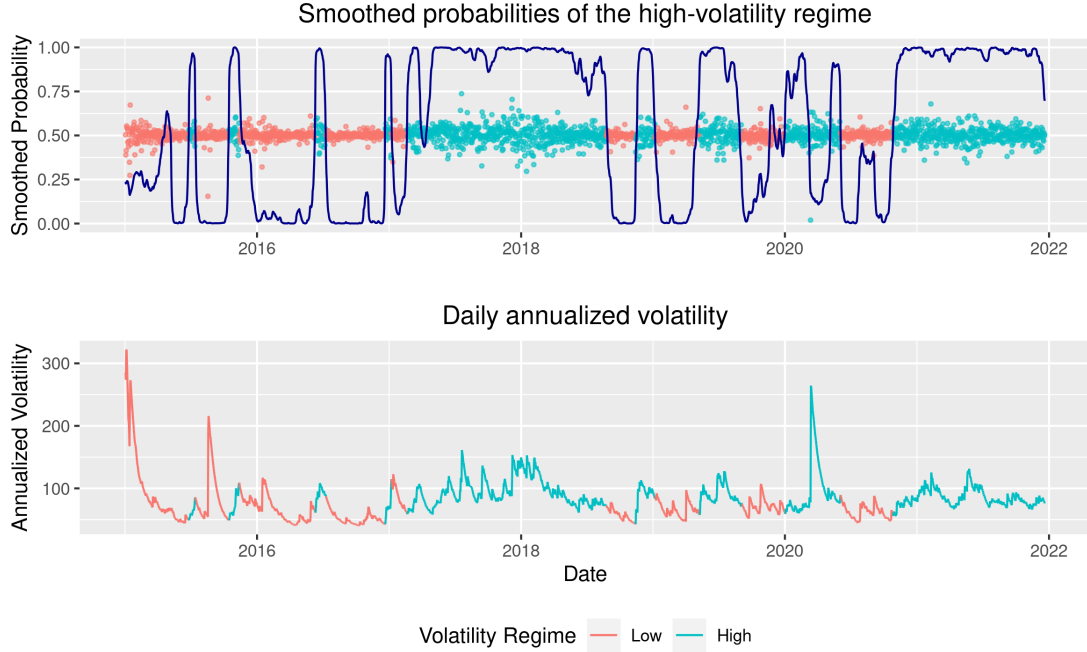 Smoothed probabilities of the high-volatility regime
Smoothed Probability
1.00
0.75
0.50
0.25
0.00
2016
2018
2020
2022
Daily annualized volatility
Annualized Volatility
300
200
100
2016
2018
2020
2022
Date
Volatility Regime
Low
High